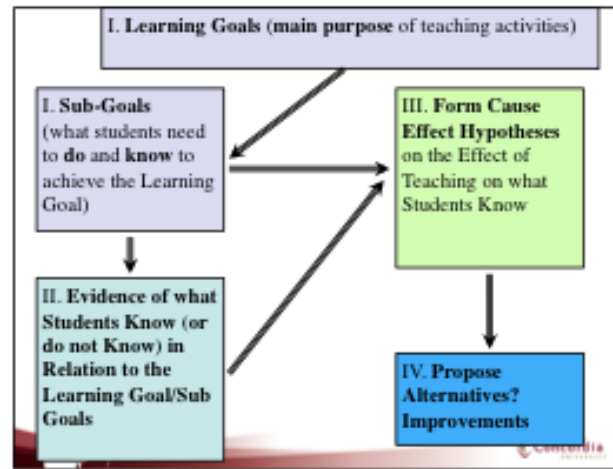 I. Learning Goals (main purpose of teaching activities)
I. Sub-Goals
(what students need
to do and know to
achieve the Learning
Goal)
III. Form Cause
Effect Hypotheses
on the Effect of
Teaching on what
Students Know
II. Evidence of what
Students Know (or
do not Know) in
Relation to the
Learning Goal/Sub
Goals
IV. Propose
Alternatives?
Improvements
Concordia